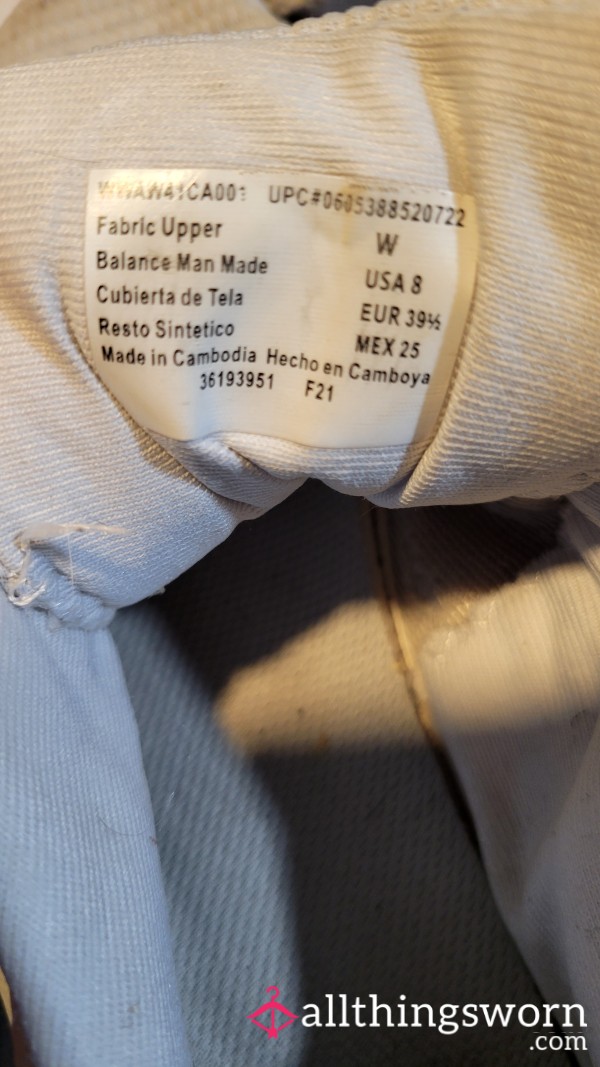 WWAW41CA001 UPC#0605388520722
Fabric Upper W
Balance Man Made USA 8
Cubierta de Tela EUR 39½
Resto Sintetico MEX 25
Made in Cambodia Hecho en Camboya
36193951 F21
allthingsworn
.com